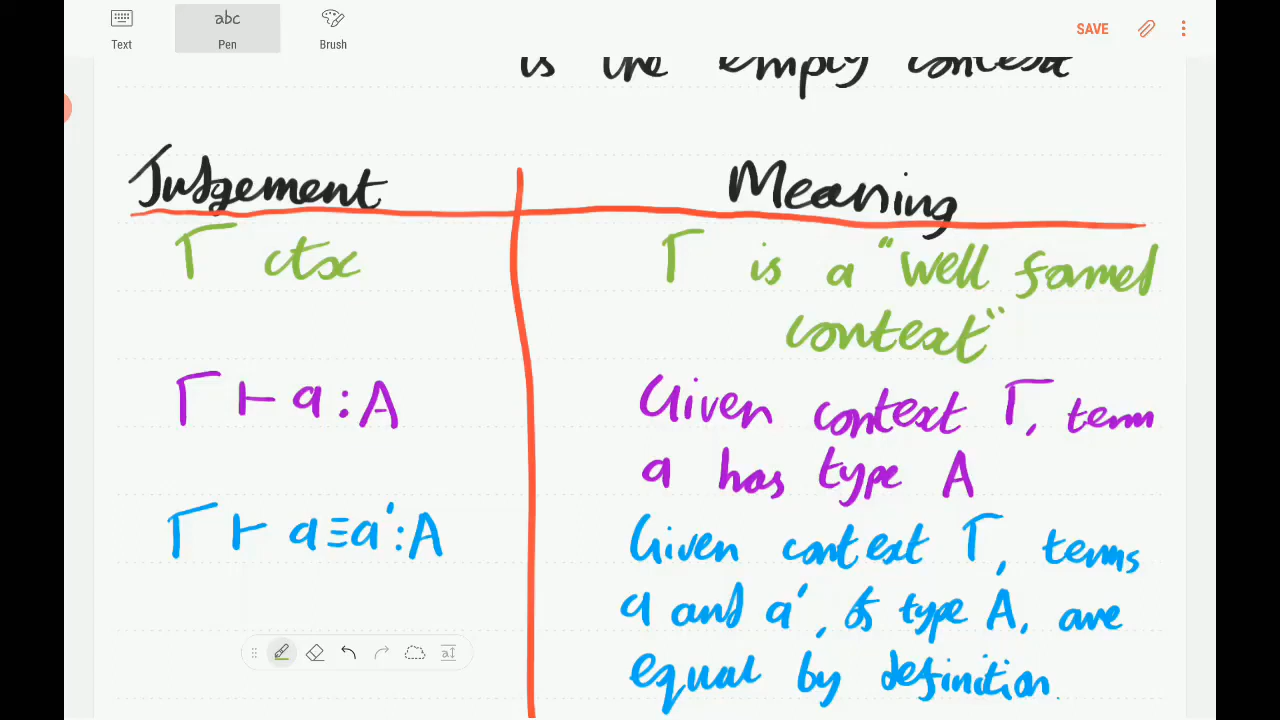 Text
abc
Pen
Brush
SAVE
is the empty context
Judgement
Meaning
Γ ctx
Γ is a "well formed
context"
Γ ⊢ a : A
Given context Γ, term
a has type A
Γ ⊢ a ≡ a' : A
Given context Γ, terms
a and a', of type A, are
equal by definition.